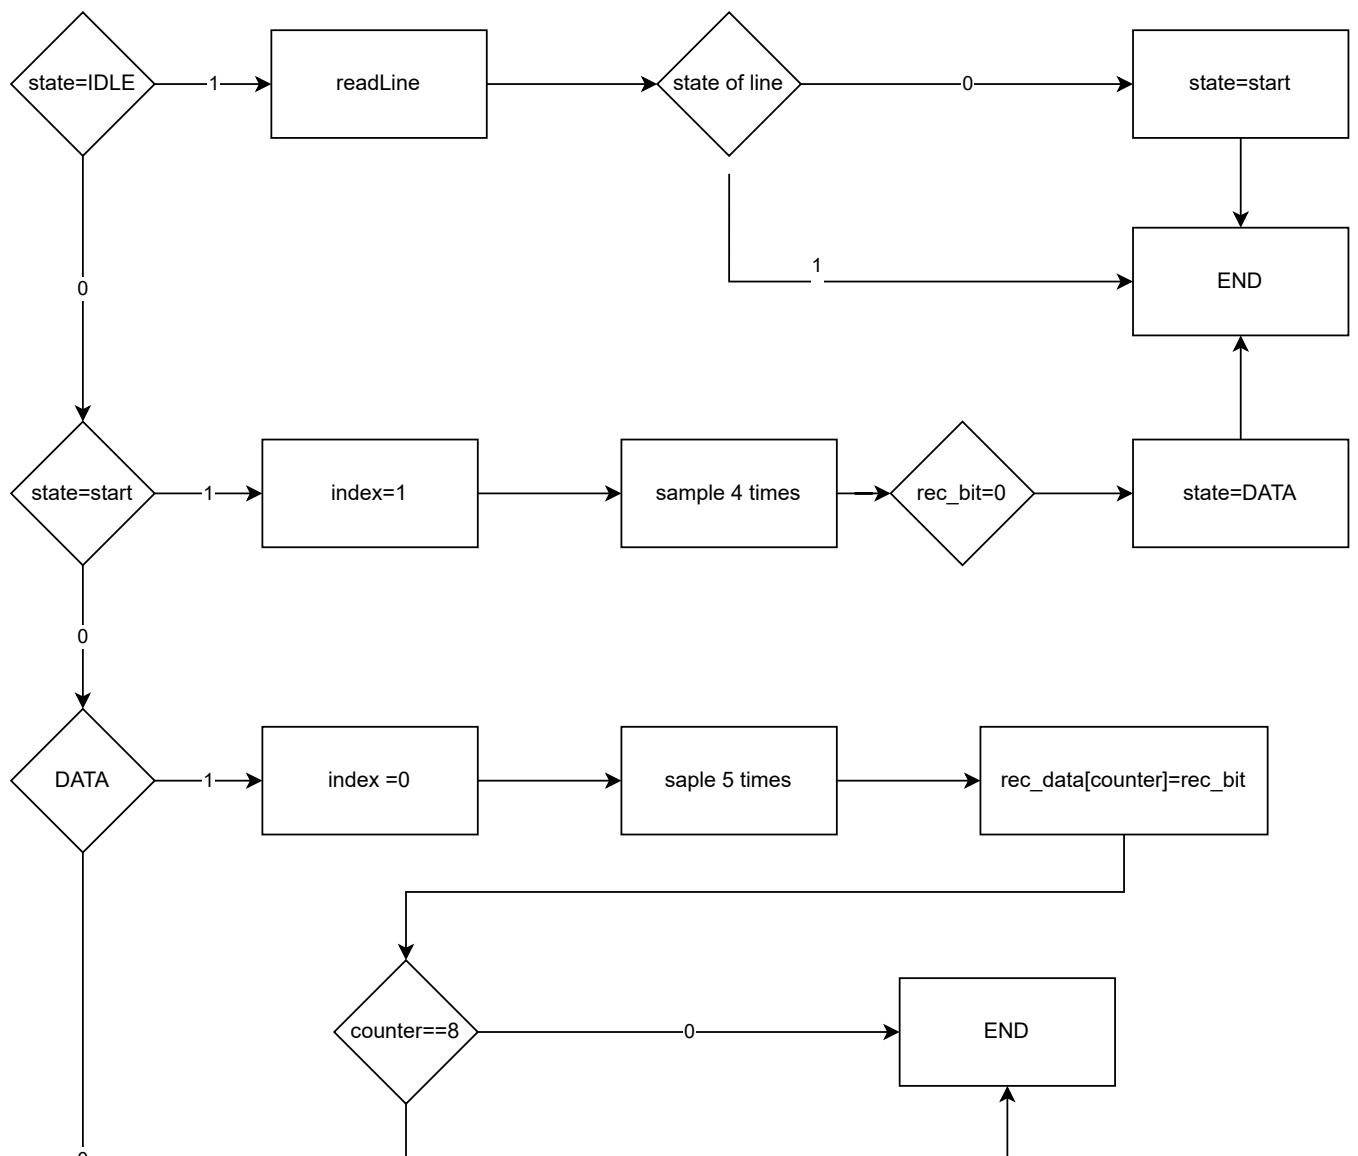 state=IDLE
1
readLine
state of line
0
state=start
1
END
0
state=start
1
index=1
sample 4 times
rec_bit=0
state=DATA
0
DATA
1
index =0
saple 5 times
rec_data[counter]=rec_bit
counter==8
0
END